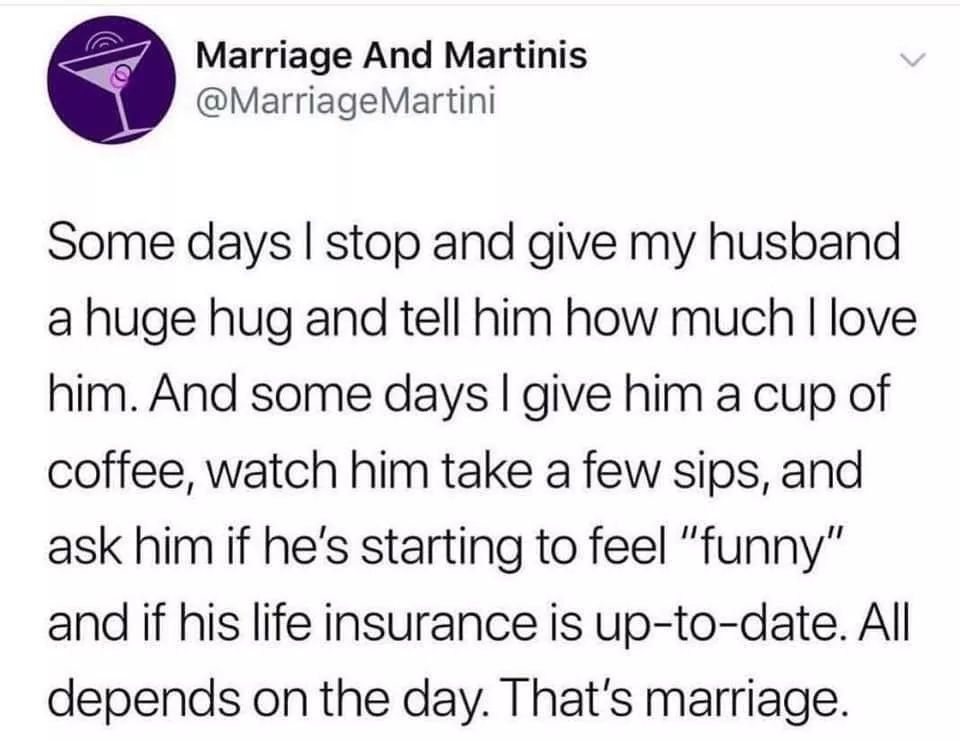 Marriage And Martinis
@MarriageMartini
Some days I stop and give my husband
a huge hug and tell him how much I love
him. And some days I give him a cup of
coffee, watch him take a few sips, and
ask him if he's starting to feel "funny"
and if his life insurance is up-to-date. All
depends on the day. That's marriage.